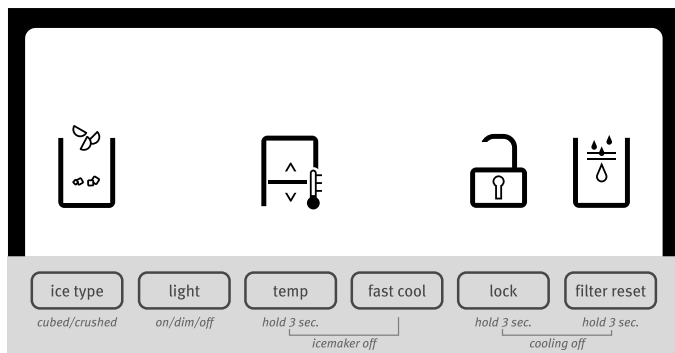 ice type light temp fast cool lock filter reset
cubed/crushed on/dim/off hold 3 sec. hold 3 sec. hold 3 sec.
icemaker off cooling off